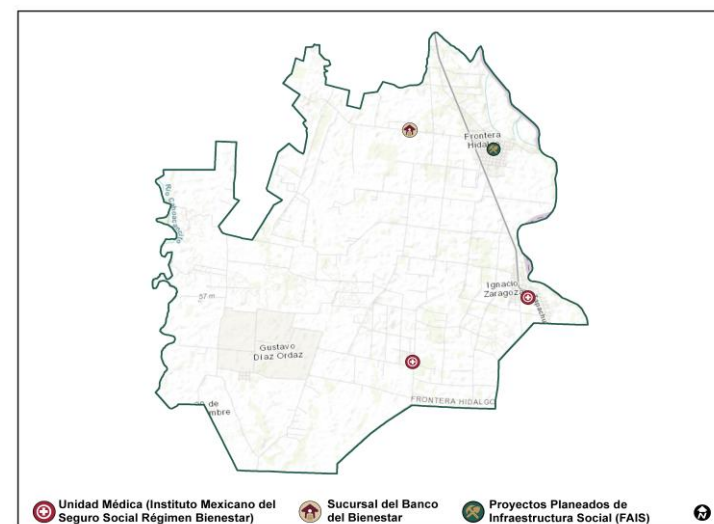 Frontera
Hidalgo
Ignacio
Zaragoza
57 m
Gustavo
Díaz Ordaz
de
FRONTERA HIDALGO
Unidad Médica (Instituto Mexicano del
Seguro Social Régimen Bienestar)
Sucursal del Banco
del Bienestar
Proyectos Planeados de
Infraestructura Social (FAIS)